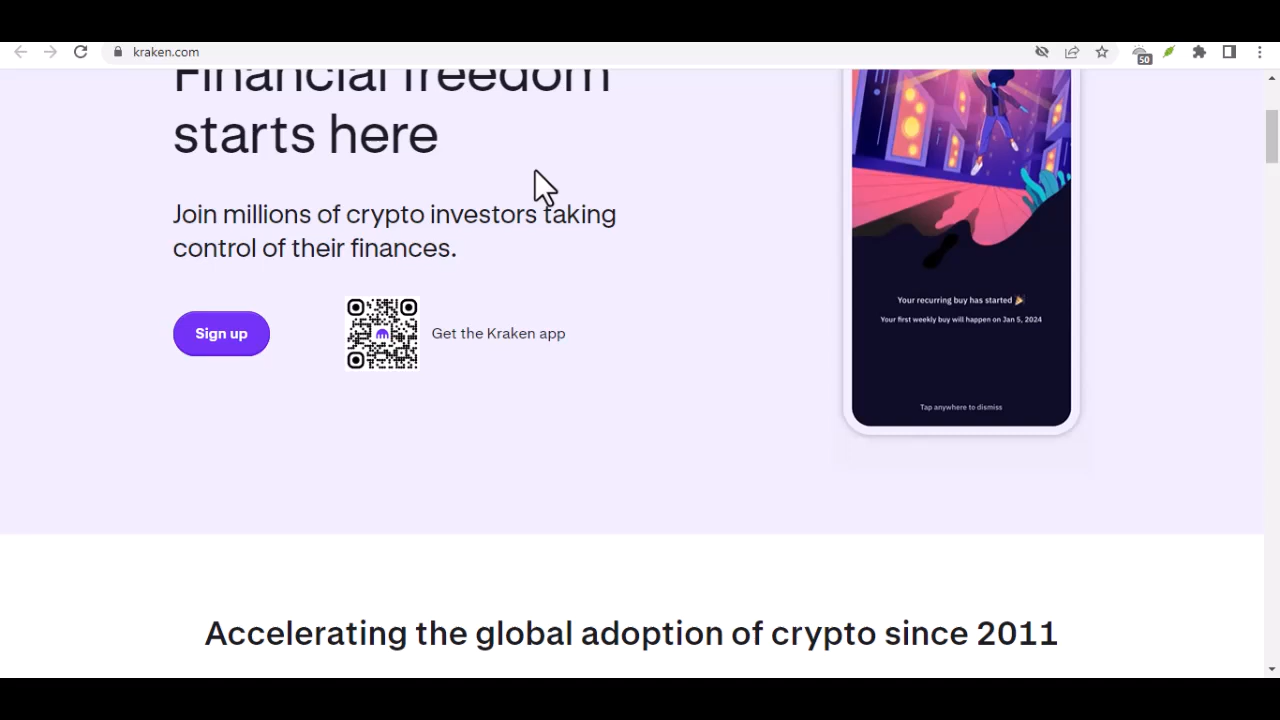 kraken.com
50
Financial freedom
starts here
Join millions of crypto investors taking
control of their finances.
Sign up
Get the Kraken app
Your recurring buy has started 🎉
Your first weekly buy will happen on Jan 5, 2024
Tap anywhere to dismiss
Accelerating the global adoption of crypto since 2011